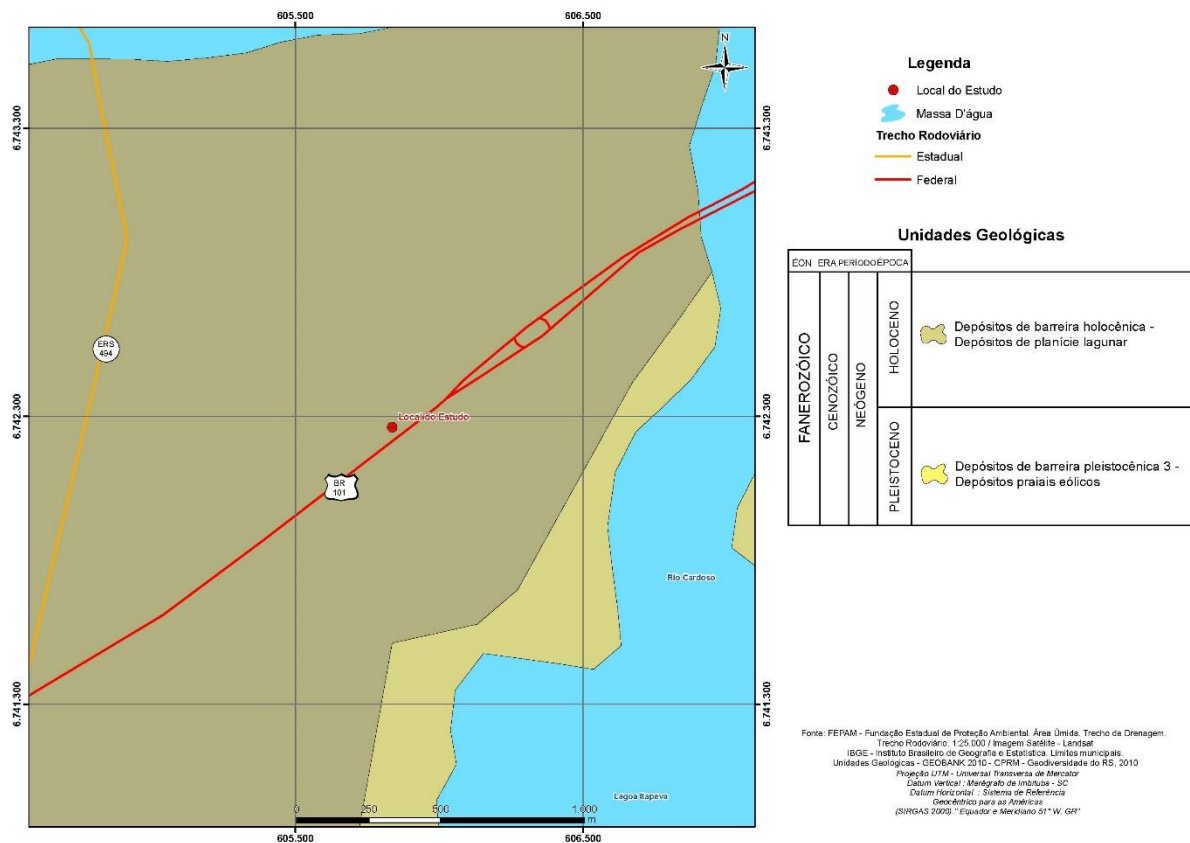 605.500
606.500
N
6.743.300
6.743.300
ERS
494
6.742.300
Local do Estudo
6.742.300
BR
101
Rio Cardoso
6.741.300
6.741.300
Lagoa Itapeva
0
250
500
1.000
m
605.500
606.500
Legenda
Local do Estudo
Massa D'água
Trecho Rodoviário
Estadual
Federal
Unidades Geológicas
ÉON ERA PERÍODO ÉPOCA
FANEROZÓICO
CENOZÓICO
NEÓGENO
HOLOCENO
Depósitos de barreira holocênica -
Depósitos de planície lagunar
PLEISTOCENO
Depósitos de barreira pleistocênica 3 -
Depósitos praiais eólicos
Fonte: FEPAM - Fundação Estadual de Proteção Ambiental. Área Úmida. Trecho de Drenagem.
Trecho Rodoviário. 1:25.000 / Imagem Satélite - Landsat
IBGE - Instituto Brasileiro de Geografia e Estatística. Limites municipais.
Unidades Geológicas - GEOBANK 2010 - CPRM - Geodiversidade do RS, 2010
Projeção UTM - Universal Transversa de Mercator
Datum Vertical : Marégrafo de Imbituba - SC
Datum Horizontal : Sistema de Referência
Geocêntrico para as Américas
(SIRGAS 2000). " Equador e Meridiano 51° W. GR"